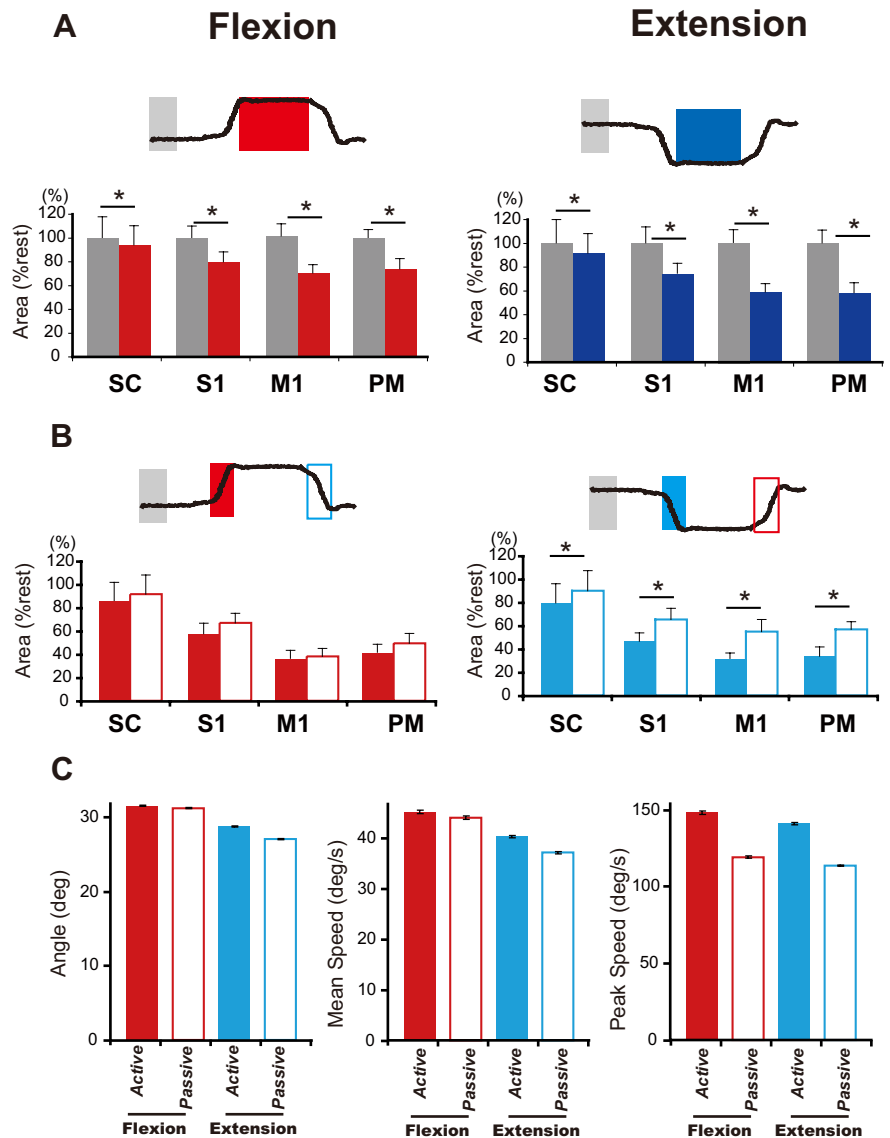 A
Flexion
Extension
(%)
120
100
80
60
40
20
0
Area (%rest)
*
*
*
*
SC
S1
M1
PM
(%)
120
100
80
60
40
20
0
Area (%rest)
*
*
*
*
SC
S1
M1
PM
B
(%)
120
100
80
60
40
20
0
Area (%rest)
SC
S1
M1
PM
(%)
120
100
80
60
40
20
0
Area (%rest)
*
*
*
*
SC
S1
M1
PM
C
30
20
10
0
Angle (deg)
Active
Passive
Active
Passive
Flexion
Extension
40
20
0
Mean Speed (deg/s)
Active
Passive
Active
Passive
Flexion
Extension
150
100
50
0
Peak Speed (deg/s)
Active
Passive
Active
Passive
Flexion
Extension